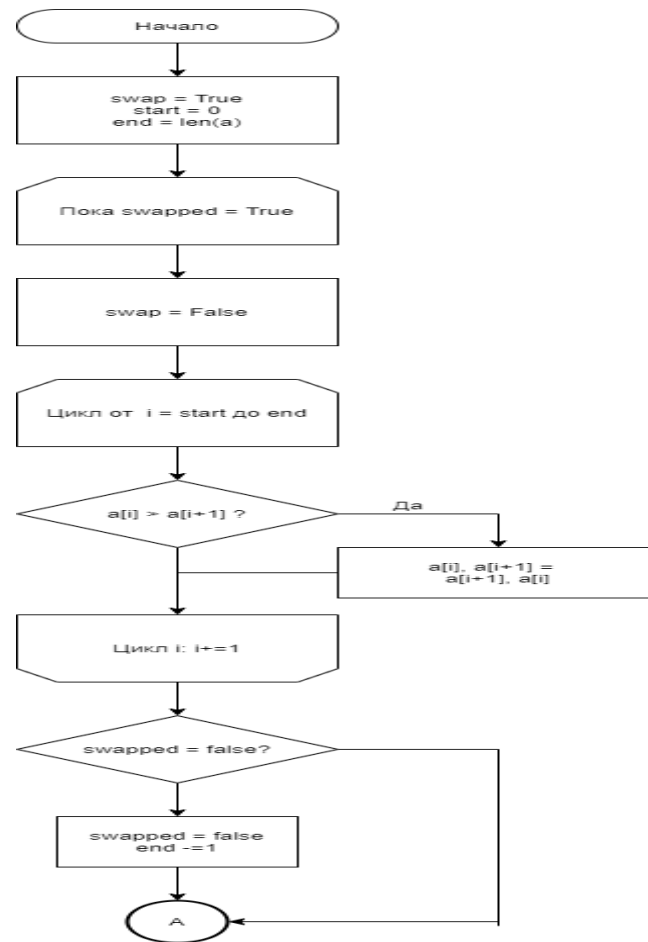 Начало
swap = True
start = 0
end = len(a)
Пока swapped = True
swap = False
Цикл от i = start до end
a[i] > a[i+1] ?
Да
a[i], a[i+1] =
a[i+1], a[i]
Цикл i: i+=1
swapped = false?
swapped = false
end -=1
A